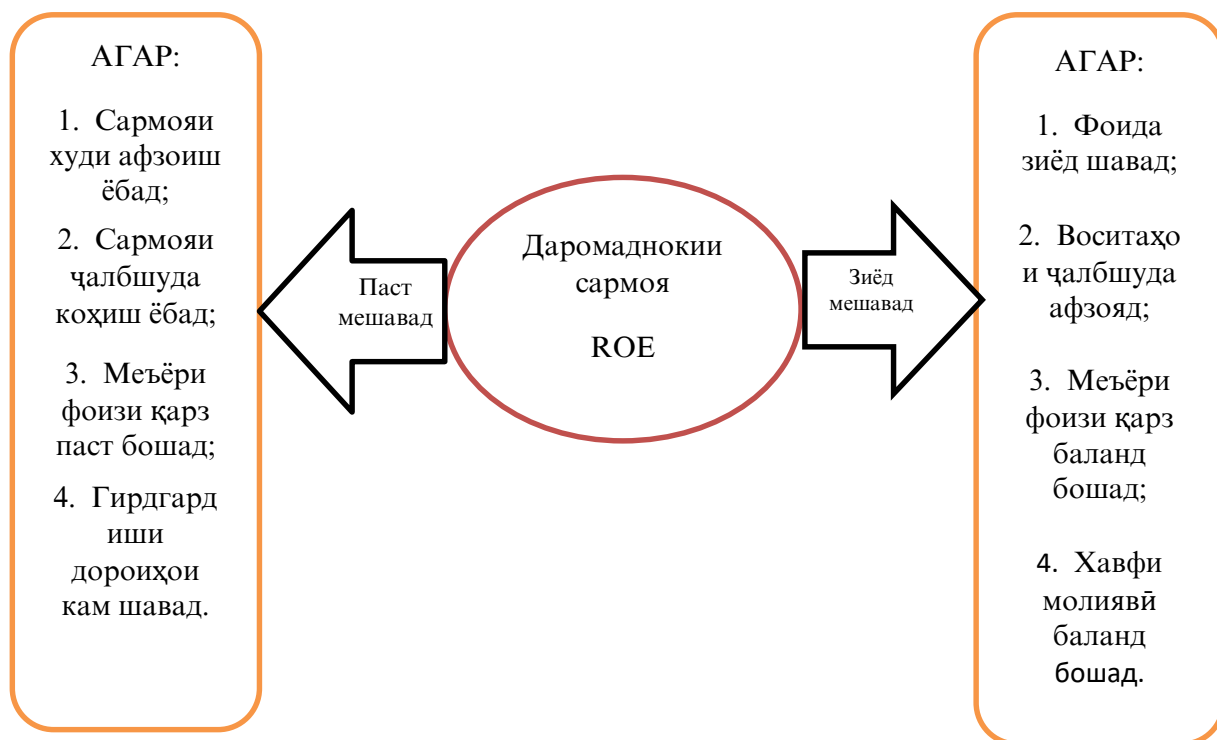 АГАР:
1. Сармояи
худи афзоиш
ёбад;
2. Сармояи
ҷалбшуда
коҳиш ёбад;
3. Меъёри
фоизи қарз
паст бошад;
4. Гирдгард
иши
дороиҳои
кам шавад.
Паст
мешавад
Даромаднокии
сармоя
ROE
Зиёд
мешавад
АГАР:
1. Фоида
зиёд шавад;
2. Воситаҳо
и ҷалбшуда
афзояд;
3. Меъёри
фоизи қарз
баланд
бошад;
4. Хавфи
молиявӣ
баланд
бошад.